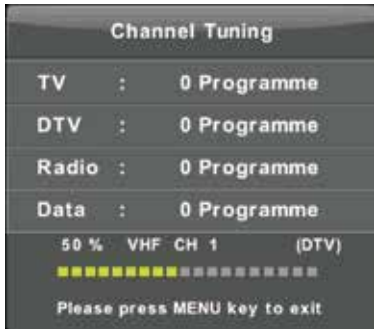 Channel Tuning
TV : 0 Programme
DTV : 0 Programme
Radio : 0 Programme
Data : 0 Programme
50 % VHF CH 1 (DTV)
Please press MENU key to exit